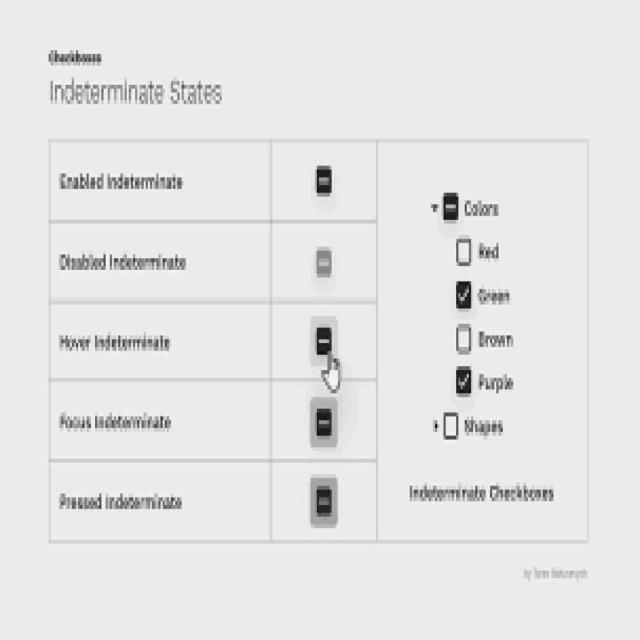 Checkboxes
Indeterminate States
Enabled Indeterminate
Disabled Indeterminate
Hover Indeterminate
Focus Indeterminate
Pressed Indeterminate
Colors
Red
Green
Brown
Purple
Shapes
Indeterminate Checkboxes
by Taras